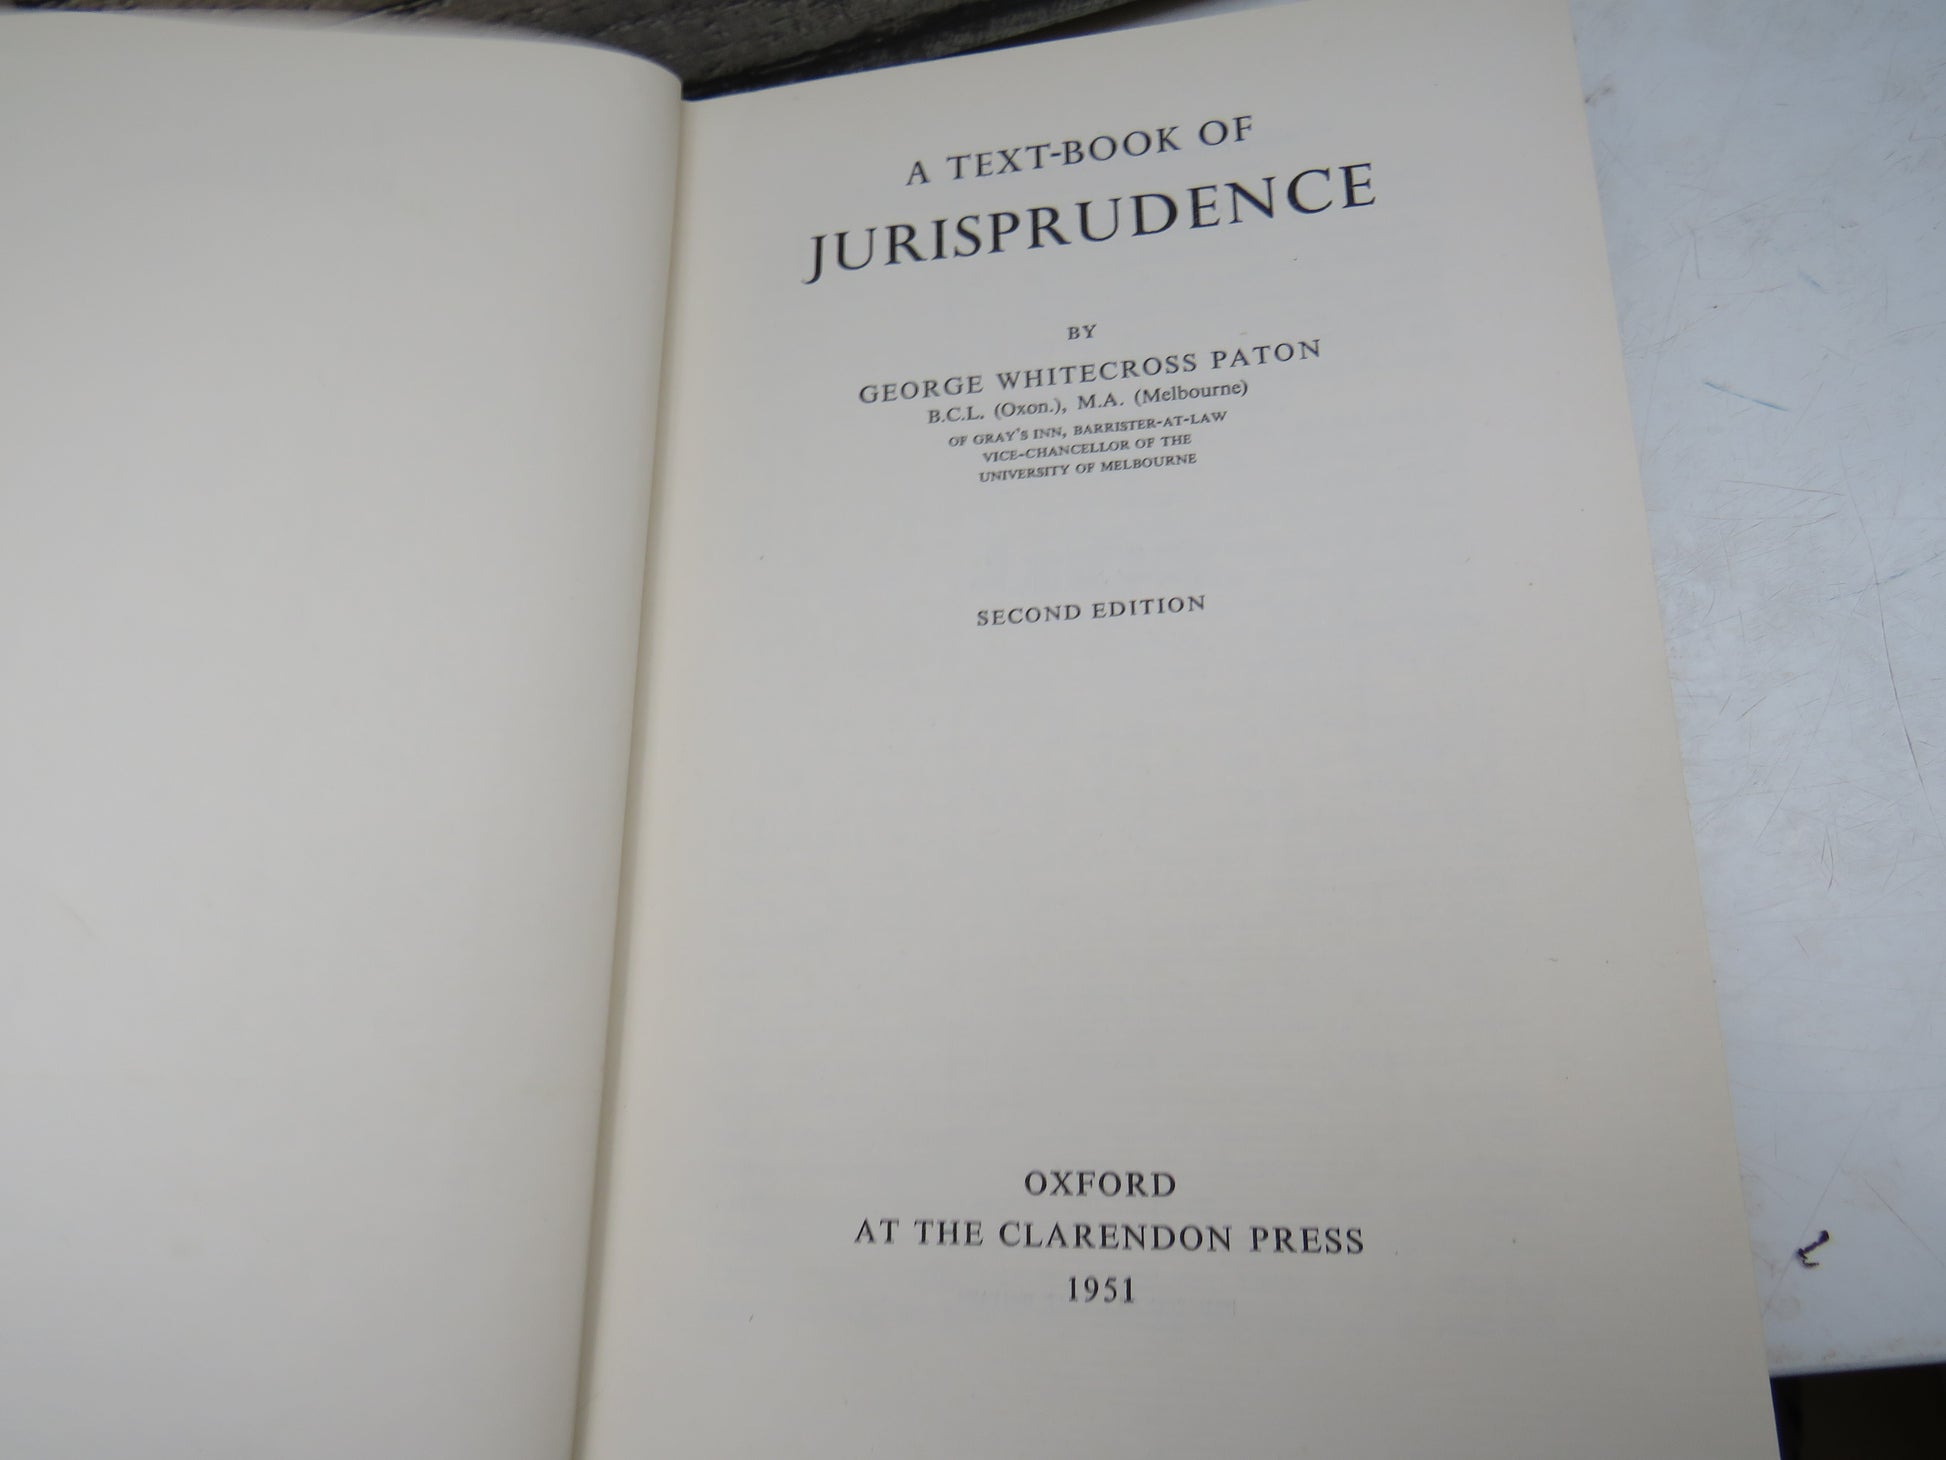 A TEXT-BOOK OF
JURISPRUDENCE
BY
GEORGE WHITECROSS PATON
B.C.L. (Oxon.), M.A. (Melbourne)
OF GRAY'S INN, BARRISTER-AT-LAW
VICE-CHANCELLOR OF THE
UNIVERSITY OF MELBOURNE
SECOND EDITION
OXFORD
AT THE CLARENDON PRESS
1951